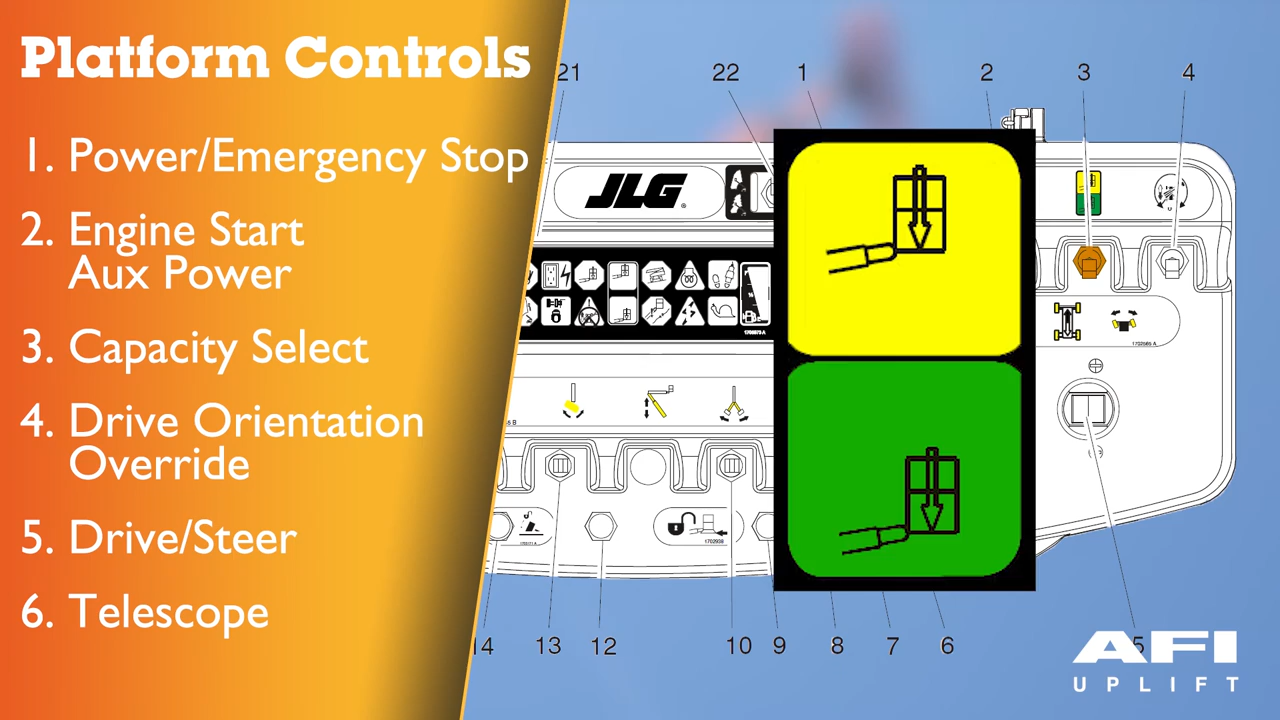 Platform Controls
1. Power/Emergency Stop
2. Engine Start
Aux Power
3. Capacity Select
4. Drive Orientation
Override
5. Drive/Steer
6. Telescope
21
22
1
2
3
4
JLG
14
13
12
10
9
8
7
6
5
AFI
UPLIFT